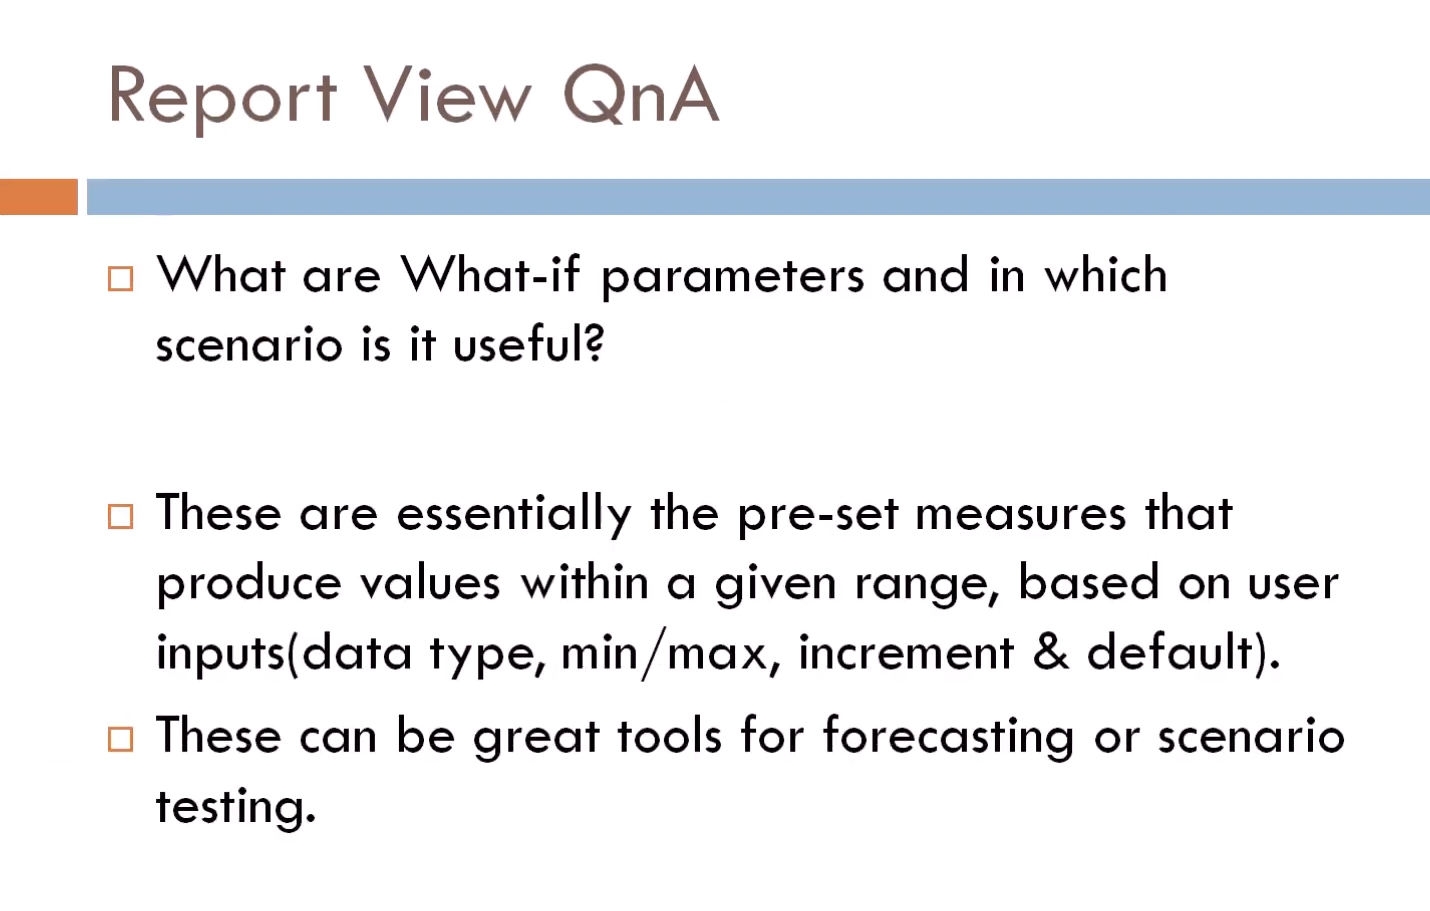 Report View QnA
What are What-if parameters and in which
scenario is it useful?
These are essentially the pre-set measures that
produce values within a given range, based on user
inputs(data type, min/max, increment & default).
These can be great tools for forecasting or scenario
testing.